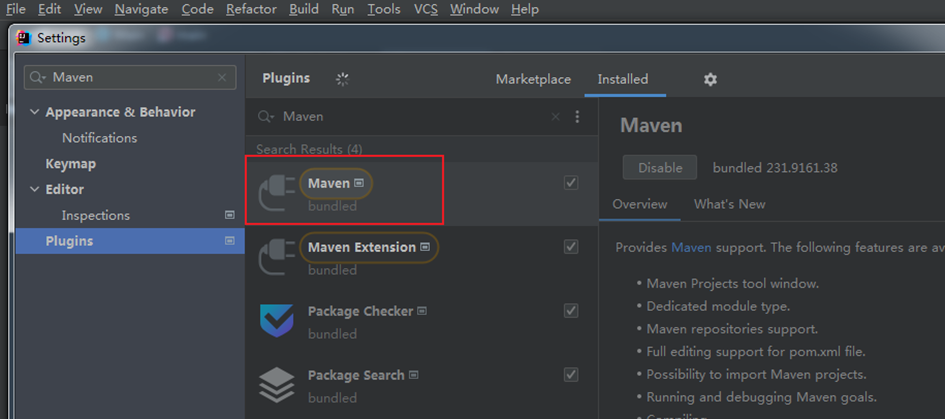 File Edit View Navigate Code Refactor Build Run Tools VCS Window Help
Settings
Maven
Appearance & Behavior
Notifications
Keymap
Editor
Inspections
Plugins
Plugins
Marketplace
Installed
Maven
Search Results (4)
Maven
bundled
Maven Extension
bundled
Package Checker
bundled
Package Search
bundled
Maven
Disable
bundled 231.9161.38
Overview
What's New
Provides Maven support. The following features are av
• Maven Projects tool window.
• Dedicated module type.
• Maven repositories support.
• Full editing support for pom.xml file.
• Possibility to import Maven projects.
• Running and debugging Maven goals.